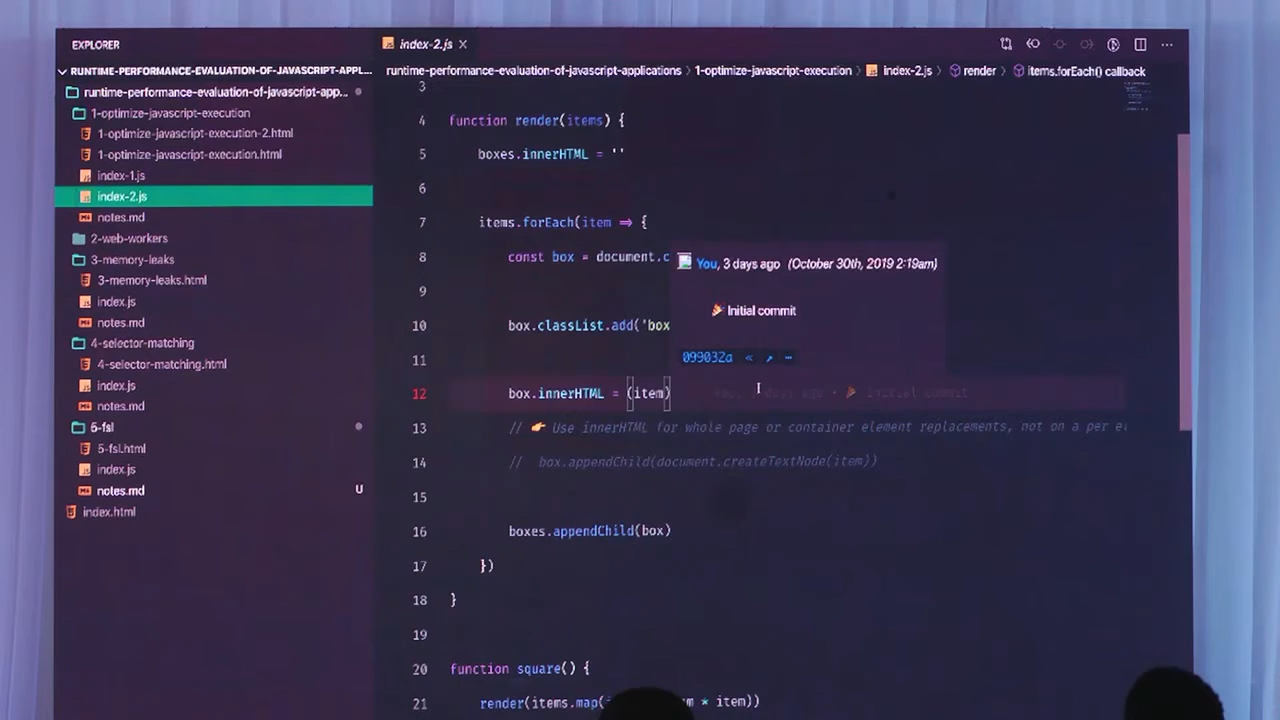 EXPLORER
RUNTIME-PERFORMANCE-EVALUATION-OF-JAVASCRIPT-APPL...
runtime-performance-evaluation-of-javascript-app...
1-optimize-javascript-execution
1-optimize-javascript-execution-2.html
1-optimize-javascript-execution.html
index-1.js
index-2.js
notes.md
2-web-workers
3-memory-leaks
3-memory-leaks.html
index.js
notes.md
4-selector-matching
4-selector-matching.html
index.js
notes.md
5-fsl
5-fsl.html
index.js
notes.md U
index.html
index-2.js
runtime-performance-evaluation-of-javascript-applications > 1-optimize-javascript-execution > index-2.js > render > items.forEach() callback
3
4 function render(items) {
5 boxes.innerHTML = ''
6
7 items.forEach(item => {
8 const box = document.c
9
10 box.classList.add('box
11
12 box.innerHTML = (item) You, 3 days ago • 🎉 Initial commit
13 // 👉 Use innerHTML for whole page or container element replacements, not on a per
14 // box.appendChild(document.createTextNode(item))
15
16 boxes.appendChild(box)
17 })
18 }
19
20 function square() {
21 render(items.map( * item))
You, 3 days ago (October 30th, 2019 2:19am)
🎉 Initial commit
099032a « ↗ ...